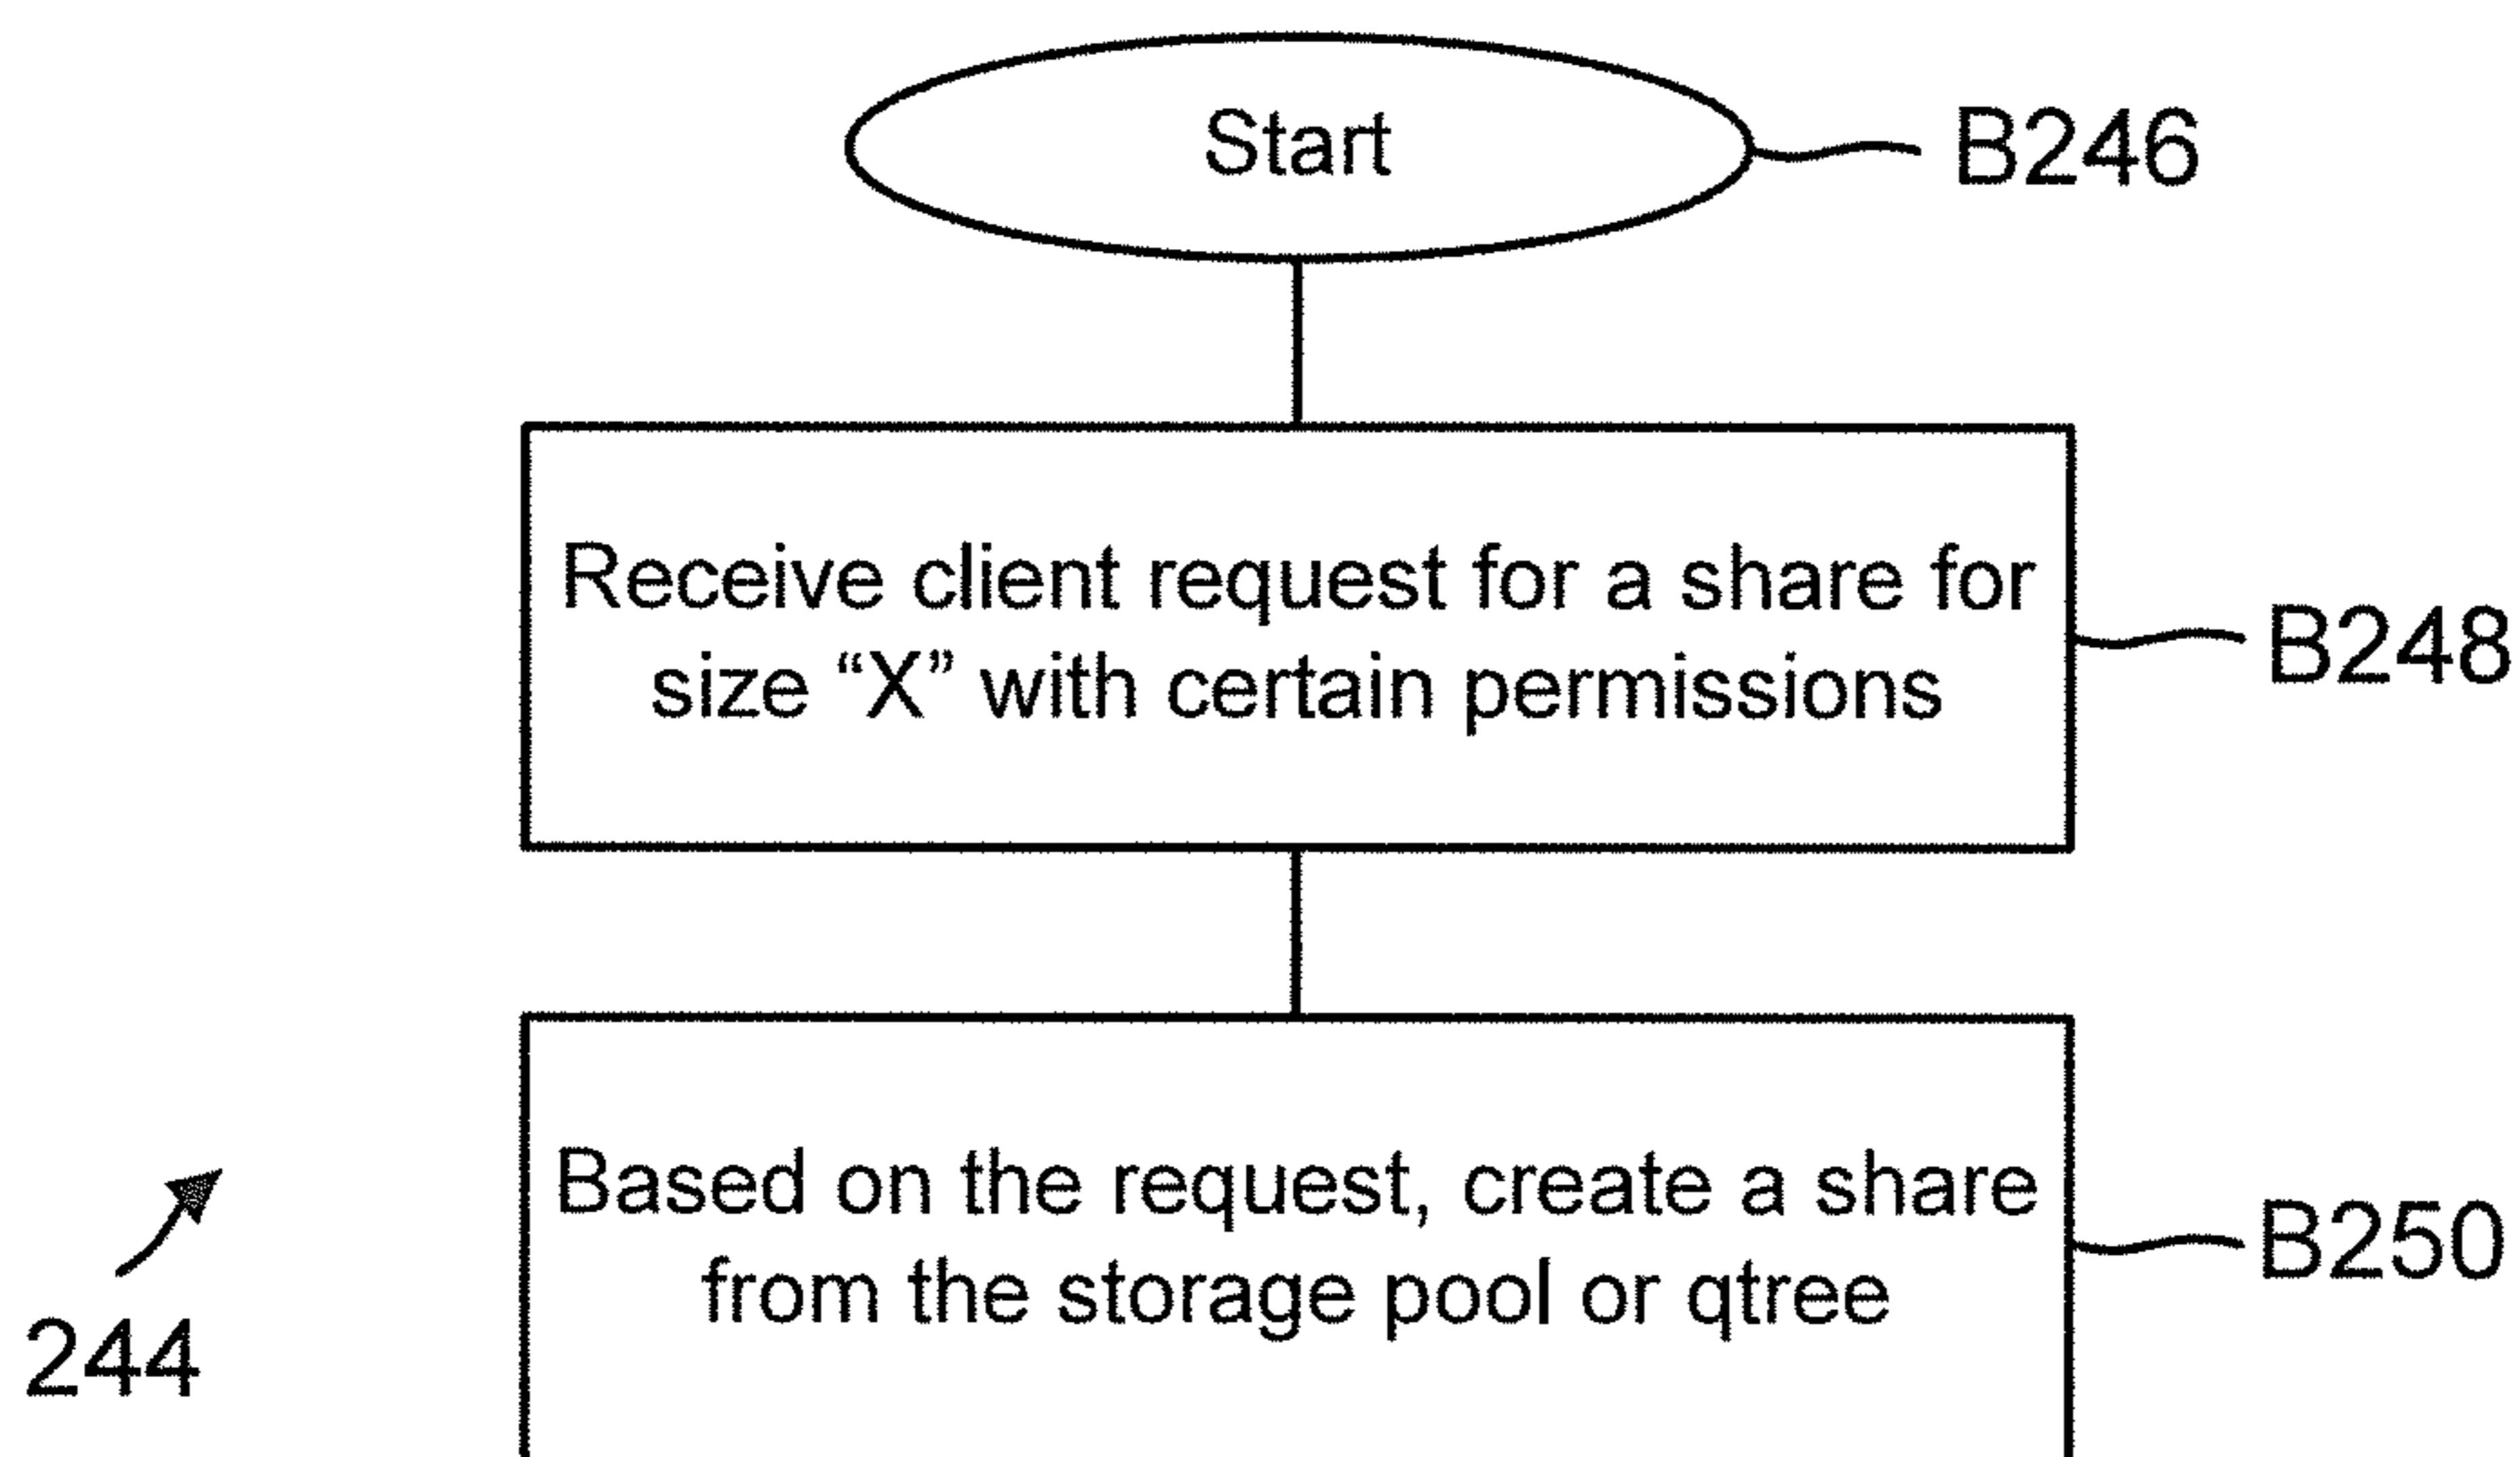 Start
B246
Receive client request for a share for
size “X” with certain permissions
B248
Based on the request, create a share
from the storage pool or qtree
B250
244